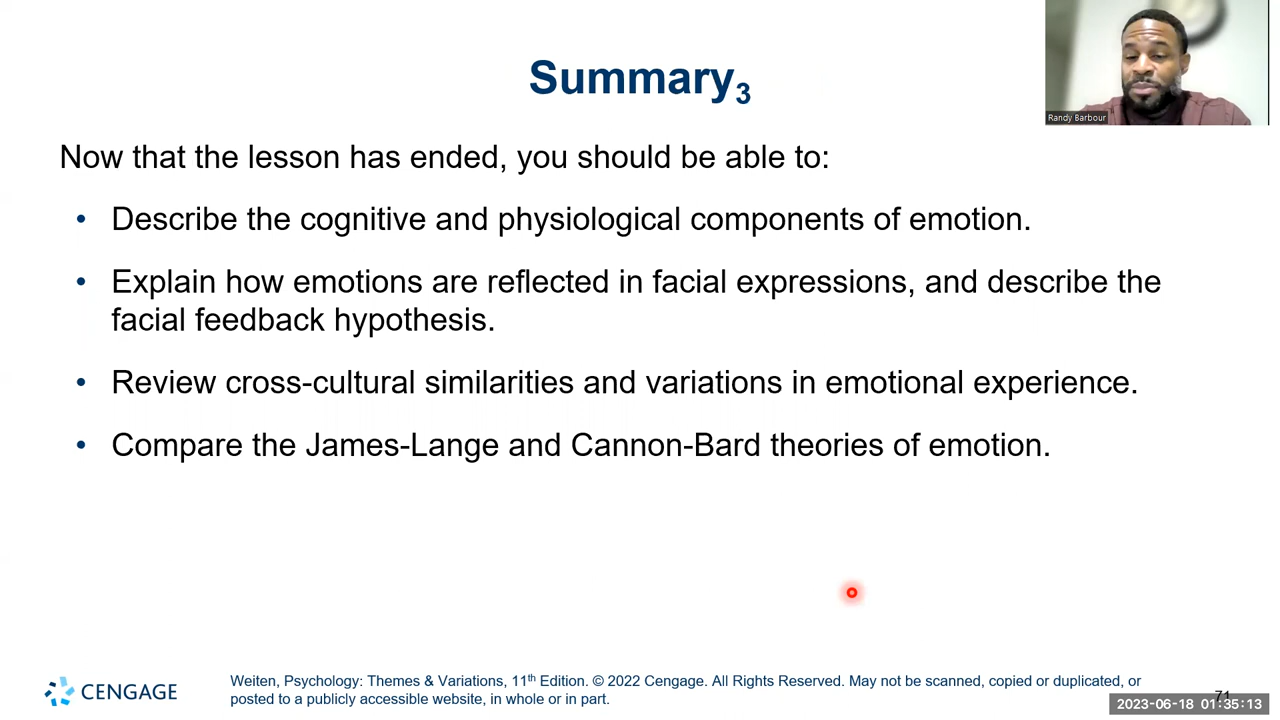 Summary3
Randy Barbour
Now that the lesson has ended, you should be able to:
• Describe the cognitive and physiological components of emotion.
• Explain how emotions are reflected in facial expressions, and describe the
facial feedback hypothesis.
• Review cross-cultural similarities and variations in emotional experience.
• Compare the James-Lange and Cannon-Bard theories of emotion.
CENGAGE
Weiten, Psychology: Themes & Variations, 11th Edition. © 2022 Cengage. All Rights Reserved. May not be scanned, copied or duplicated, or
posted to a publicly accessible website, in whole or in part.
71
2023-06-18 01:35:13